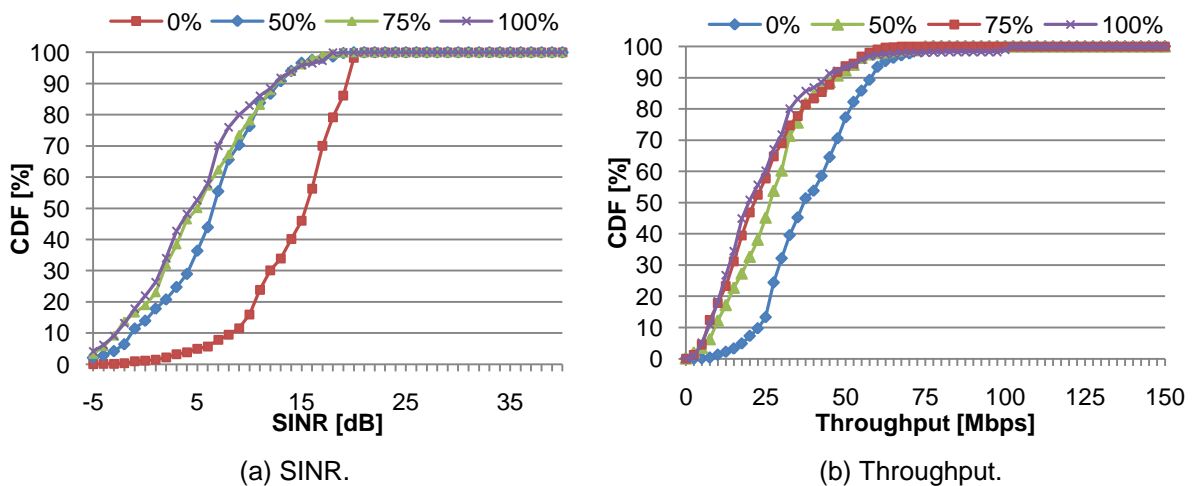 0% 50% 75% 100%
100
90
80
70
60
50
40
30
20
10
0
CDF [%]
-5 5 15 25 35
SINR [dB]
(a) SINR.
0% 50% 75% 100%
100
90
80
70
60
50
40
30
20
10
0
CDF [%]
0 25 50 75 100 125 150
Throughput [Mbps]
(b) Throughput.